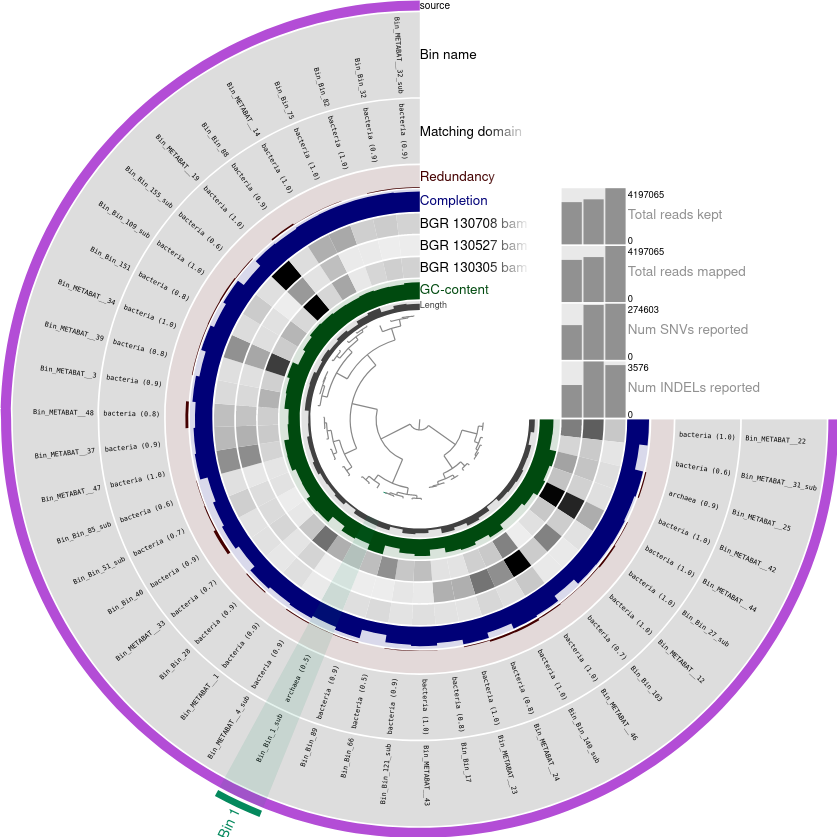 source
Bin name
Matching domain
Redundancy
Completion
BGR 130708 bam
BGR 130527 bam
BGR 130305 bam
GC-content
Length
4197065
Total reads kept
0
4197065
Total reads mapped
0
274603
Num SNVs reported
0
3576
Num INDELs reported
0
Bin_METABAT__32_sub
bacteria (0.9)
Bin_Bin_32
bacteria (0.9)
Bin_Bin_82
bacteria (1.0)
Bin_Bin_75
bacteria (1.0)
Bin_METABAT__14
bacteria (1.0)
Bin_Bin_88
bacteria (0.9)
Bin_METABAT__19
bacteria (1.0)
Bin_Bin_155_sub
bacteria (0.6)
Bin_Bin_109_sub
bacteria (1.0)
Bin_Bin_151
bacteria (0.8)
Bin_METABAT__34
bacteria (1.0)
Bin_METABAT__39
bacteria (0.8)
Bin_METABAT__3
bacteria (0.9)
Bin_METABAT__48
bacteria (0.8)
Bin_METABAT__37
bacteria (0.9)
Bin_METABAT__47
bacteria (1.0)
Bin_Bin_85_sub
bacteria (0.6)
Bin_Bin_51_sub
bacteria (0.7)
Bin_Bin_40
bacteria (0.9)
Bin_METABAT__33
bacteria (0.7)
Bin_Bin_28
bacteria (0.9)
Bin_METABAT__1
bacteria (0.9)
Bin_METABAT__4_sub
bacteria (0.9)
Bin_Bin_1_sub
archaea (0.5)
Bin_Bin_89
bacteria (0.9)
Bin_Bin_66
bacteria (0.5)
Bin_Bin_121_sub
bacteria (0.9)
Bin_METABAT__43
bacteria (1.0)
Bin_Bin_17
bacteria (0.8)
Bin_METABAT__23
bacteria (1.0)
Bin_METABAT__24
bacteria (0.8)
Bin_Bin_140_sub
bacteria (1.0)
Bin_METABAT__46
bacteria (1.0)
Bin_Bin_103
bacteria (0.7)
Bin_METABAT__12
bacteria (1.0)
Bin_Bin_27_sub
bacteria (1.0)
Bin_METABAT__44
bacteria (1.0)
Bin_METABAT__42
bacteria (1.0)
Bin_METABAT__25
archaea (0.9)
Bin_METABAT__31_sub
bacteria (0.6)
Bin_METABAT__22
bacteria (1.0)
Bin 1